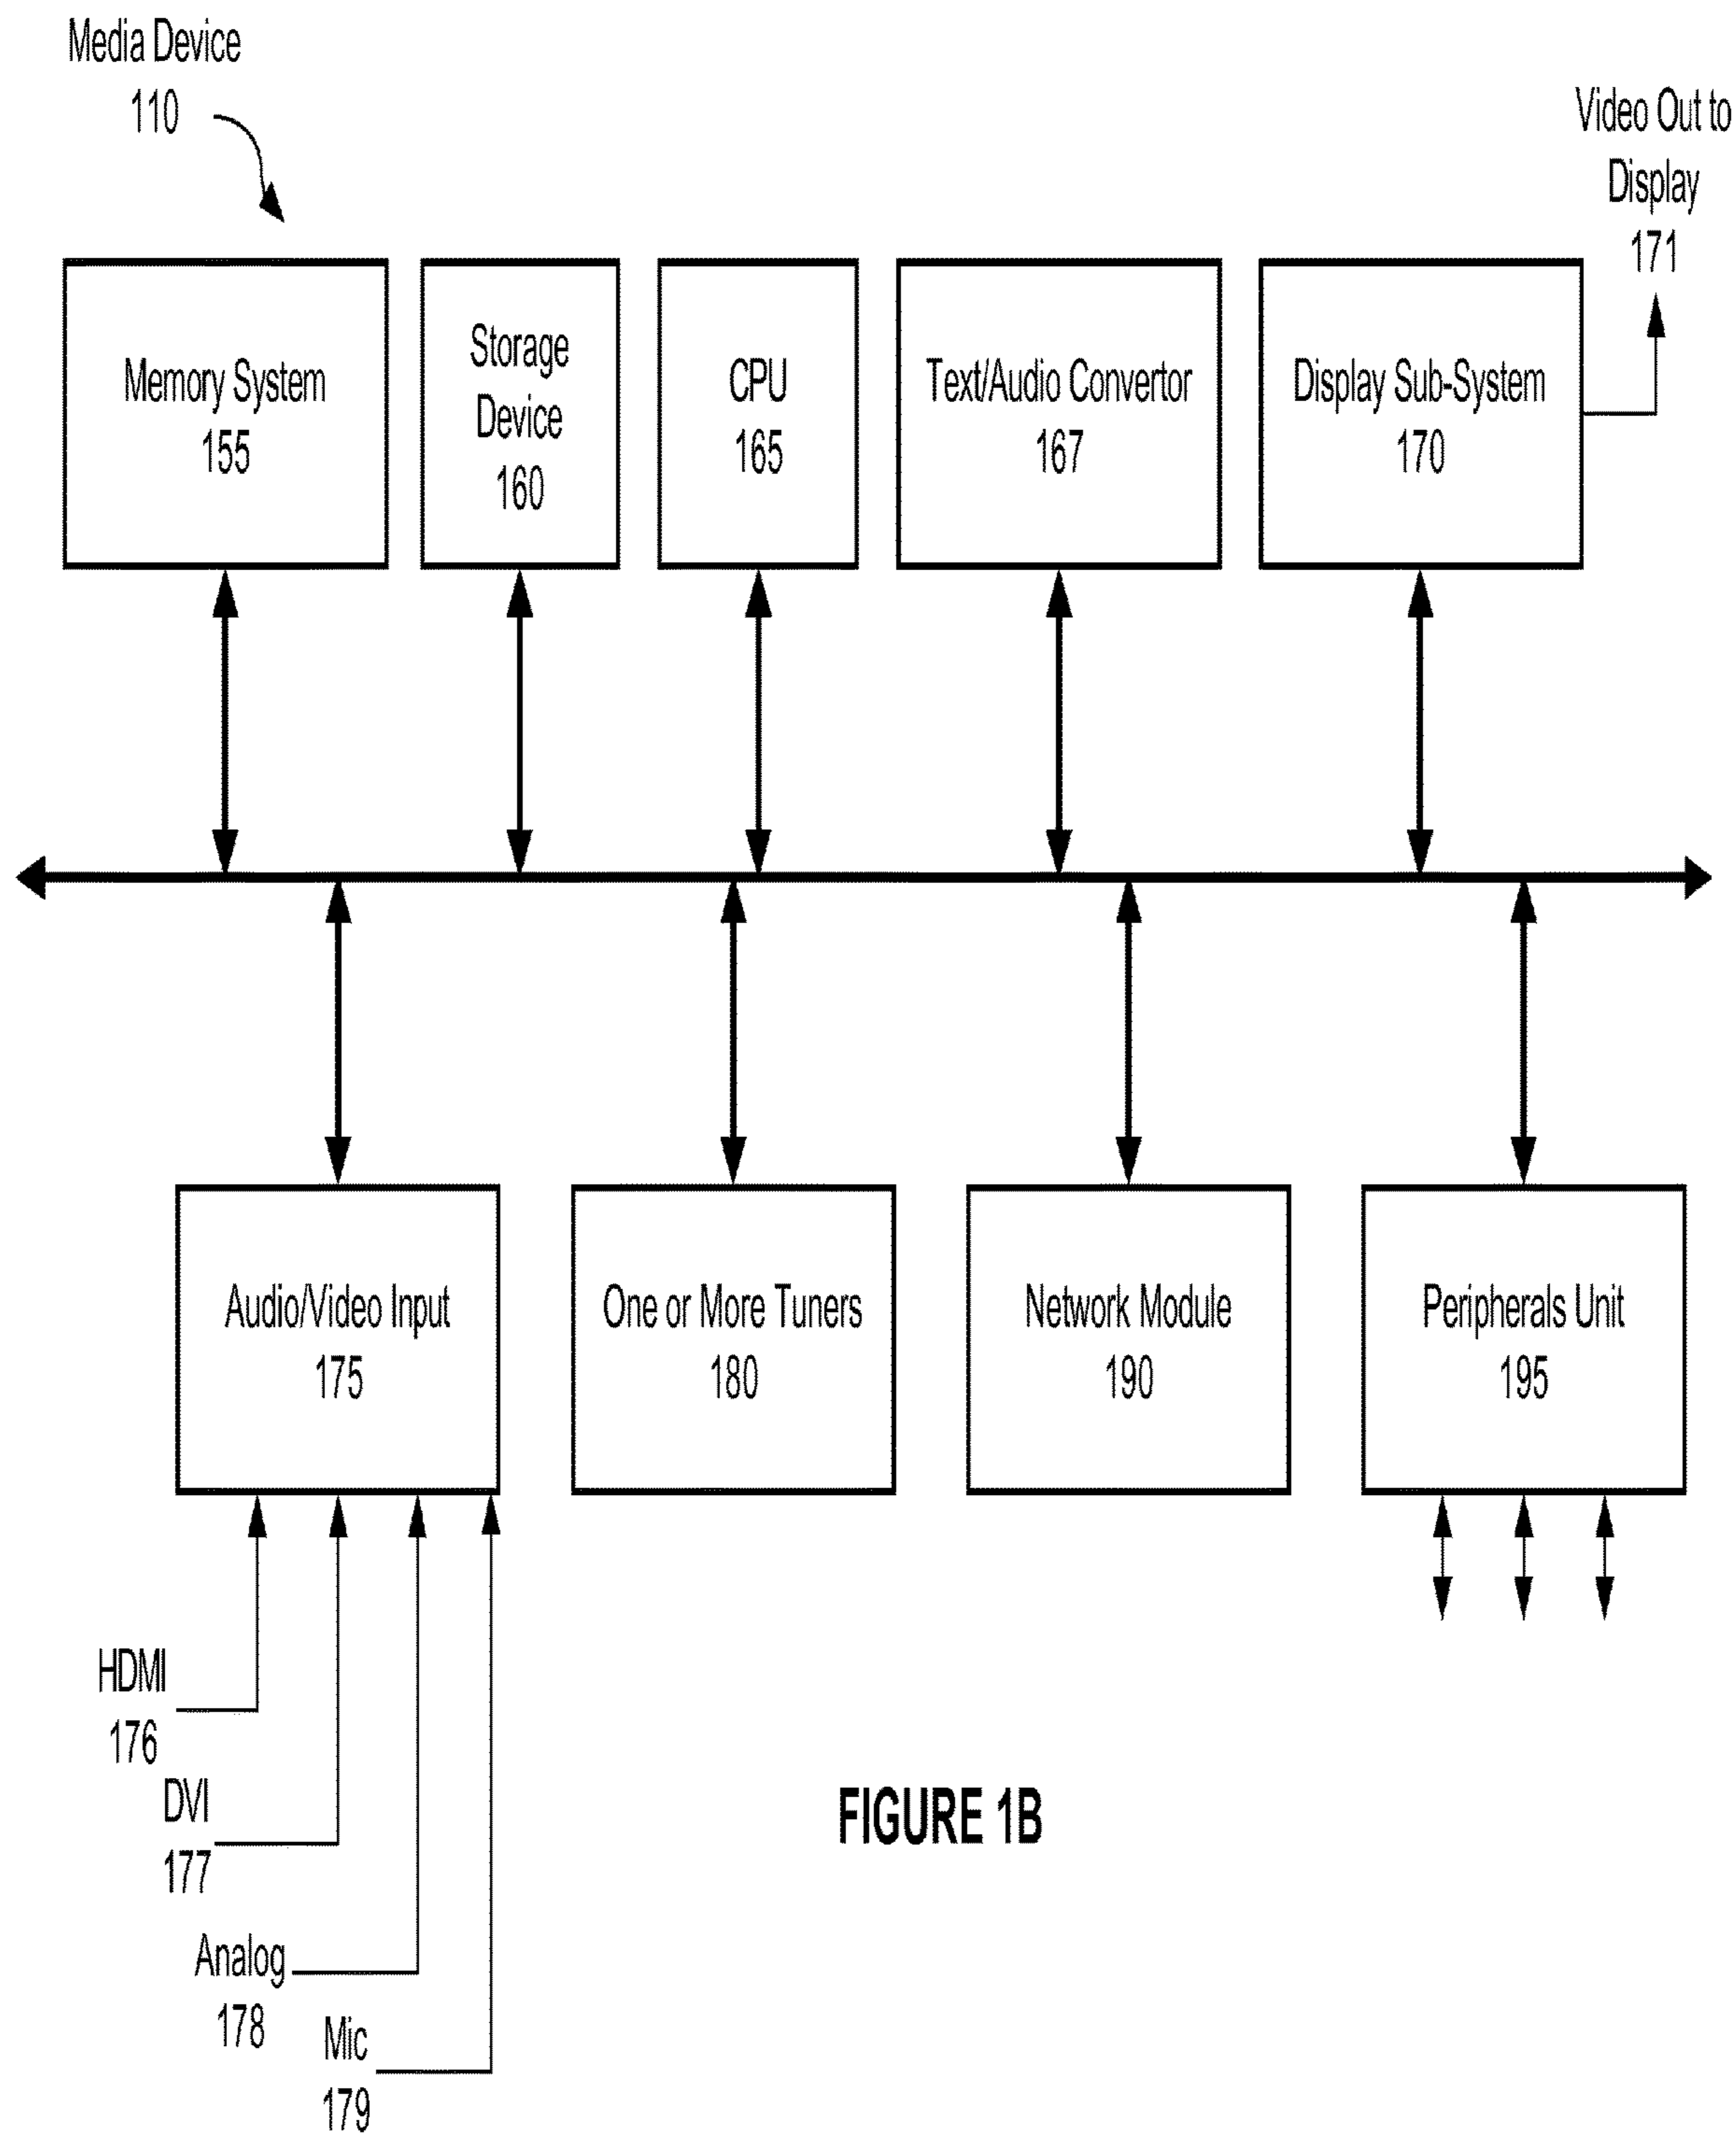 Media Device
110
Video Out to
Display
171
Memory System
155
Storage
Device
160
CPU
165
Text/Audio Convertor
167
Display Sub-System
170
Audio/Video Input
175
One or More Tuners
180
Network Module
190
Peripherals Unit
195
HDMI
176
DVI
177
Analog
178
Mic
179
FIGURE 1B